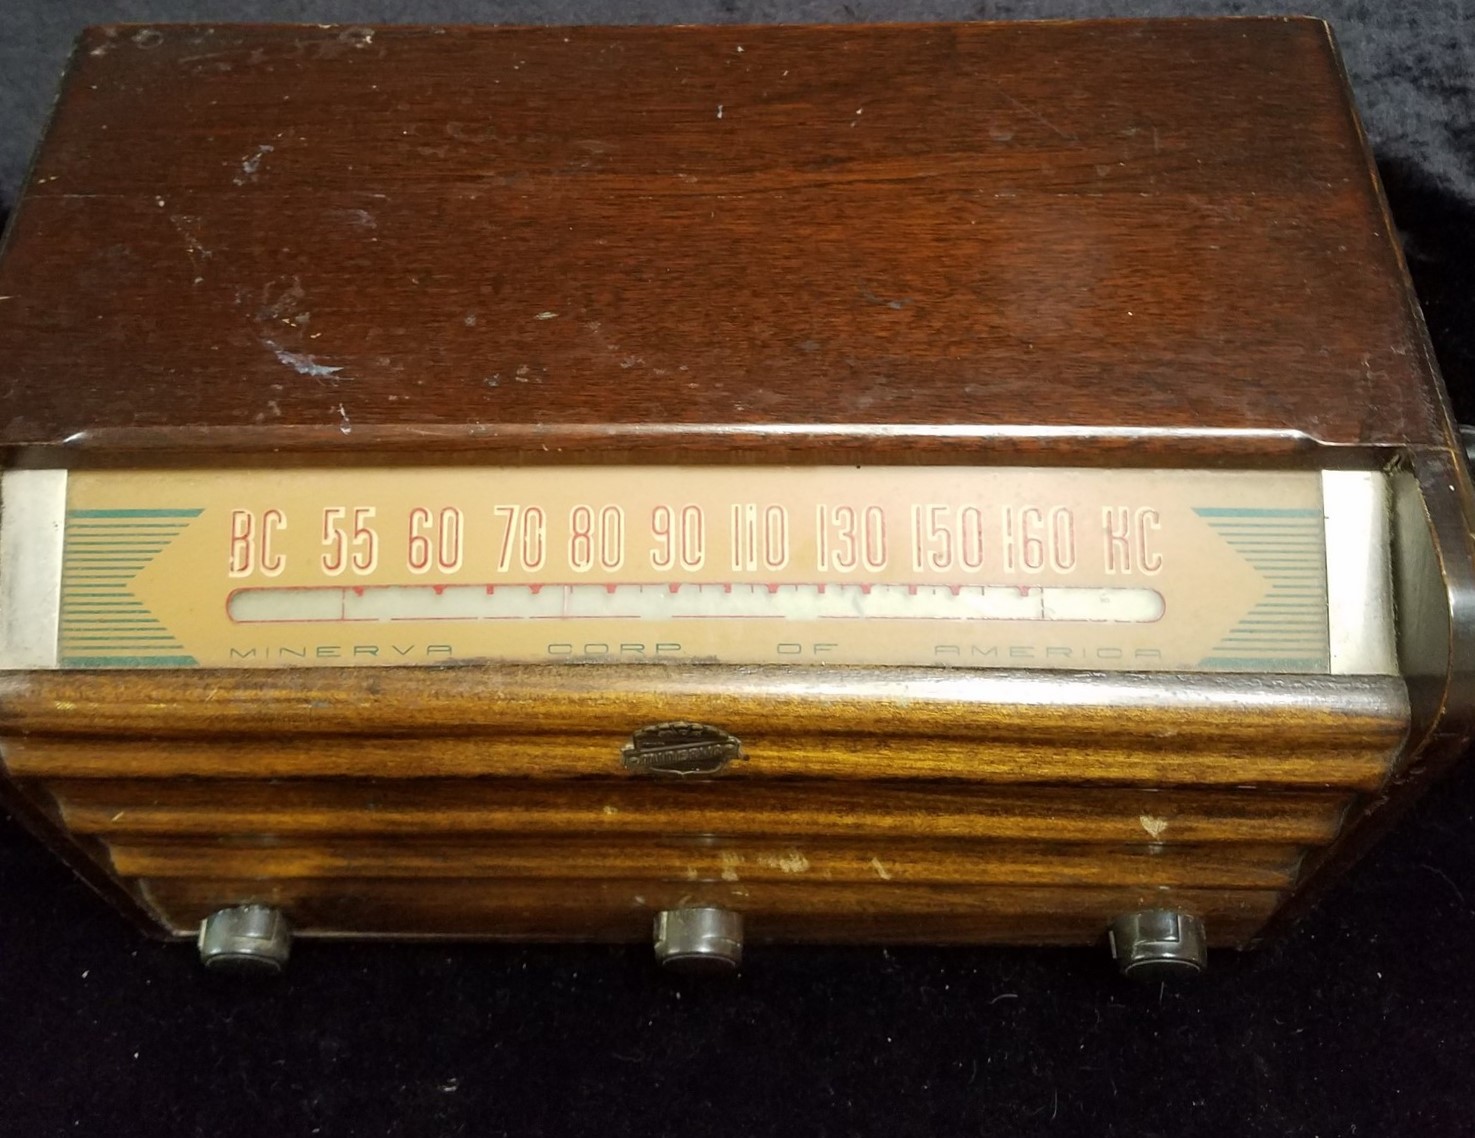 BC 55 60 70 80 90 110 130 150 160 KC
MINERVA CORP OF AMERICA